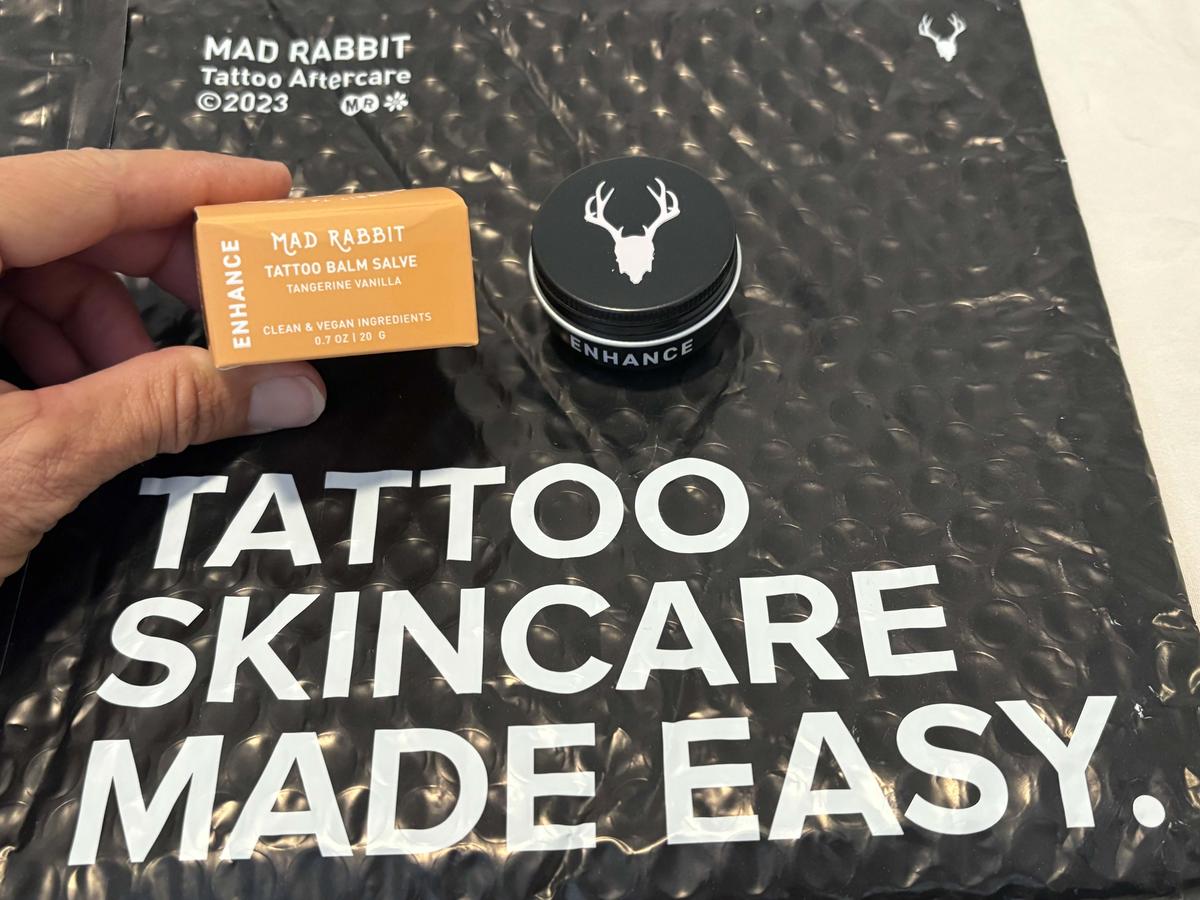 MAD RABBIT
Tattoo Aftercare
©2023 MR
ENHANCE
MAD RABBIT
TATTOO BALM SALVE
TANGERINE VANILLA
CLEAN & VEGAN INGREDIENTS
0.7 OZ | 20 G
ENHANCE
TATTOO
SKINCARE
MADE EASY.